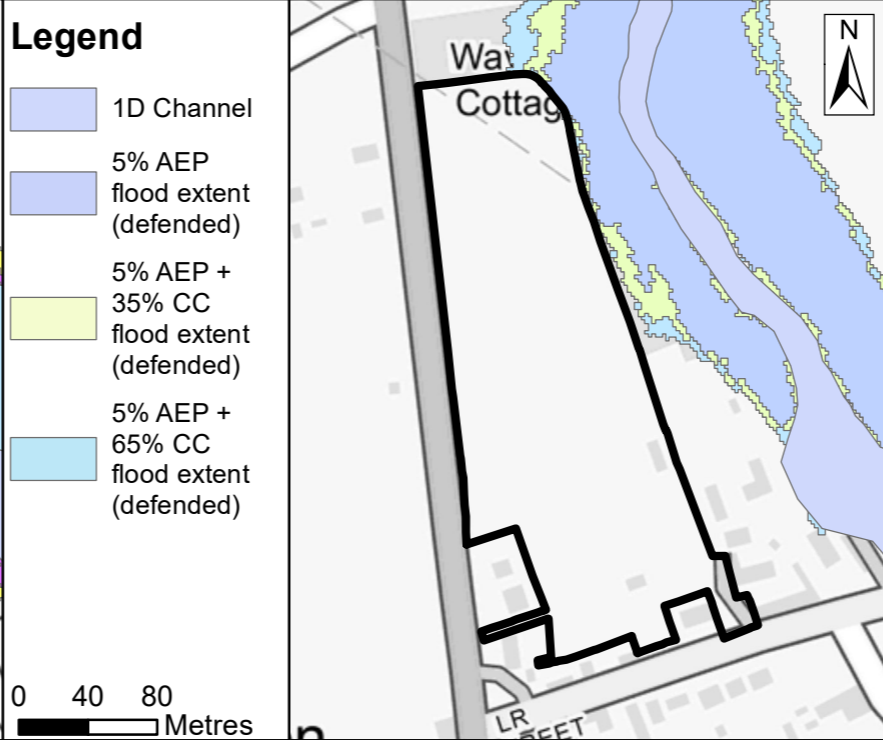 Legend
1D Channel
5% AEP
flood extent
(defended)
5% AEP +
35% CC
flood extent
(defended)
5% AEP +
65% CC
flood extent
(defended)
0 40 80
Metres
N
Cottag
LR